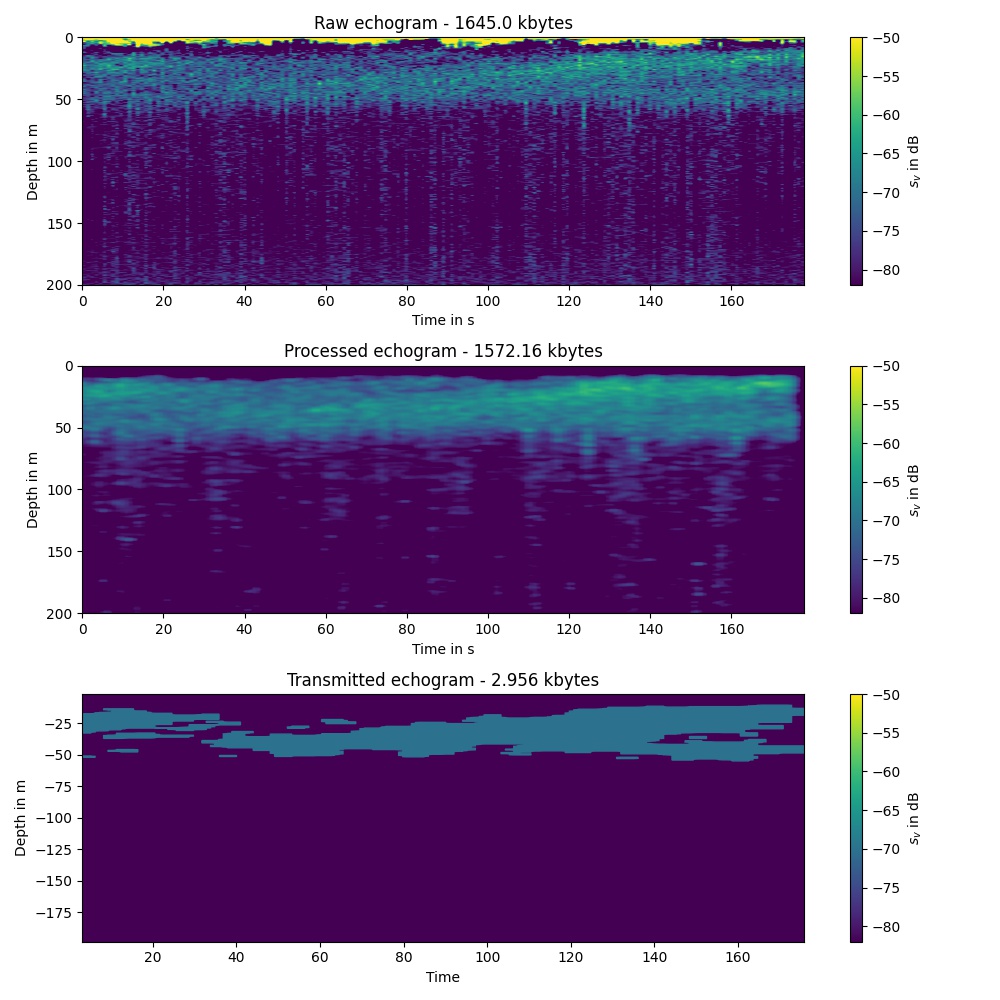 Raw echogram - 1645.0 kbytes
0
50
100
150
200
Depth in m
0 20 40 60 80 100 120 140 160
Time in s
−50
−55
−60
−65
−70
−75
−80
sv in dB
Processed echogram - 1572.16 kbytes
0
50
100
150
200
Depth in m
0 20 40 60 80 100 120 140 160
Time in s
−50
−55
−60
−65
−70
−75
−80
sv in dB
Transmitted echogram - 2.956 kbytes
−25
−50
−75
−100
−125
−150
−175
Depth in m
20 40 60 80 100 120 140 160
Time
−50
−55
−60
−65
−70
−75
−80
sv in dB